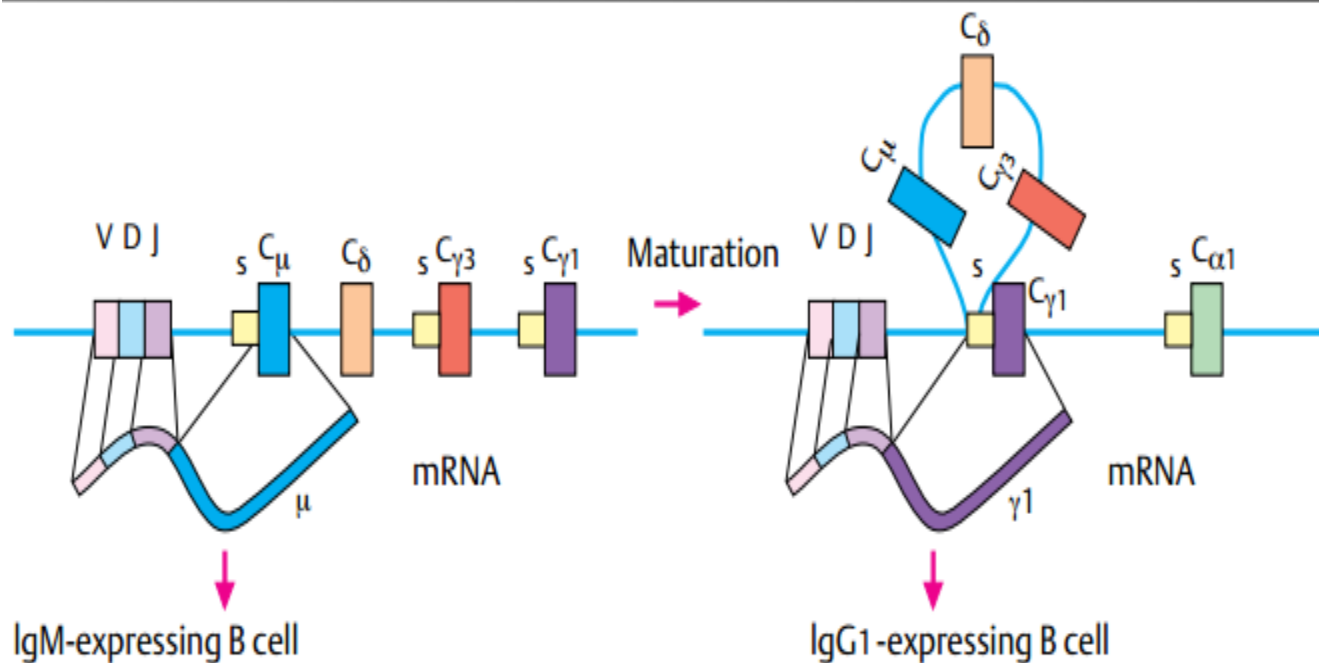 Cδ
Cμ
Cγ3
V D J
s Cμ
Cδ
s Cγ3
s Cγ1
Maturation
V D J
s
Cγ1
s Cα1
mRNA
μ
mRNA
γ1
IgM-expressing B cell
IgG1-expressing B cell